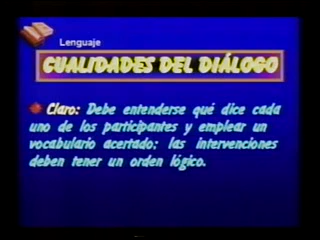 Lenguaje
CUALIDADES DEL DIÁLOGO
Claro: Debe entenderse qué dice cada
uno de los participantes y emplear un
vocabulario acertado; las intervenciones
deben tener un orden lógico.